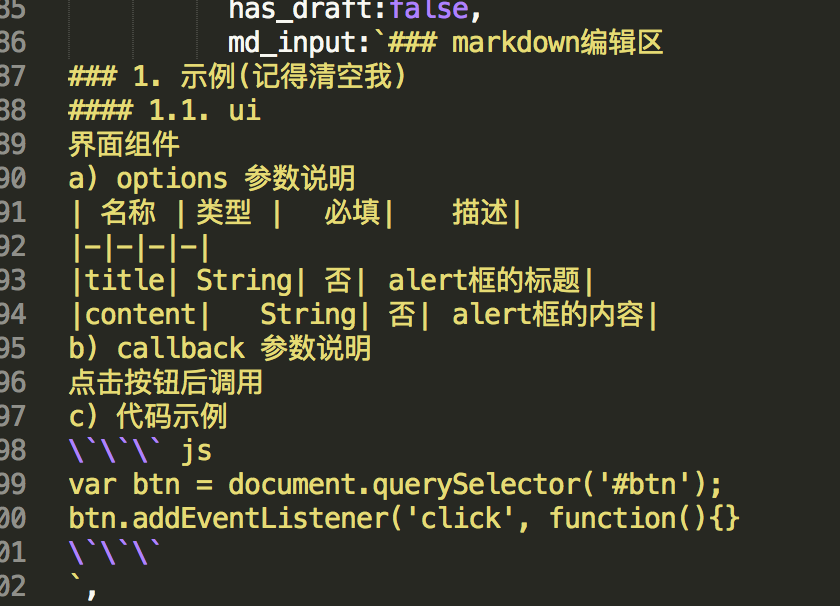 85 has_draft:false,
86 md_input:`### markdown编辑区
87 ### 1. 示例(记得清空我)
88 #### 1.1. ui
89 界面组件
90 a) options 参数说明
91 | 名称 |类型 | 必填| 描述|
92 |-|-|-|-|
93 |title| String| 否| alert框的标题|
94 |content| String| 否| alert框的内容|
95 b) callback 参数说明
96 点击按钮后调用
97 c) 代码示例
98 \`\`\` js
99 var btn = document.querySelector('#btn');
00 btn.addEventListener('click', function(){}
01 \`\`\`
02 `,